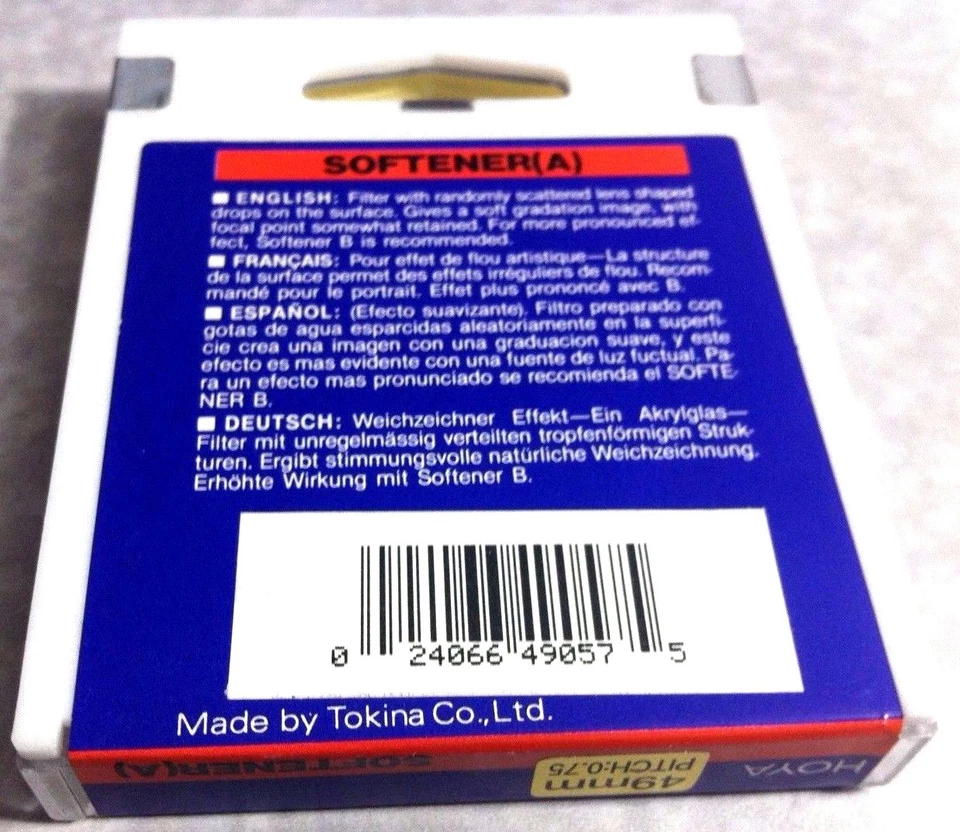 SOFTENER(A)
■ ENGLISH: Filter with randomly scattered lens shaped
drops on the surface. Gives a soft gradation image, with
focal point somewhat retained. For more pronounced ef-
fect, Softener B is recommended.
■ FRANÇAIS: Pour effet de flou artistique—La structure
de la surface permet des effets irréguliers de flou. Recom-
mandé pour le portrait. Effet plus prononcé avec B.
■ ESPAÑOL: (Efecto suavizante). Filtro preparado con
gotas de agua esparcidas aleatoriamente en la superfi-
cie crea una imagen con una graduacion suave, y este
efecto es mas evidente con una fuente de luz fuctual. Pa-
ra un efecto mas pronunciado se recomienda el SOFTE-
NER B.
■ DEUTSCH: Weichzeichner Effekt—Ein Akrylglas—
Filter mit unregelmässig verteilten tropfenförmigen Struk-
turen. Ergibt stimmungsvolle natürliche Weichzeichnung.
Erhöhte Wirkung mit Softener B.
0 24066 49057 5
Made by Tokina Co.,Ltd.
SOFTENER(A)
49mm
PITCH:0.75
HOYA